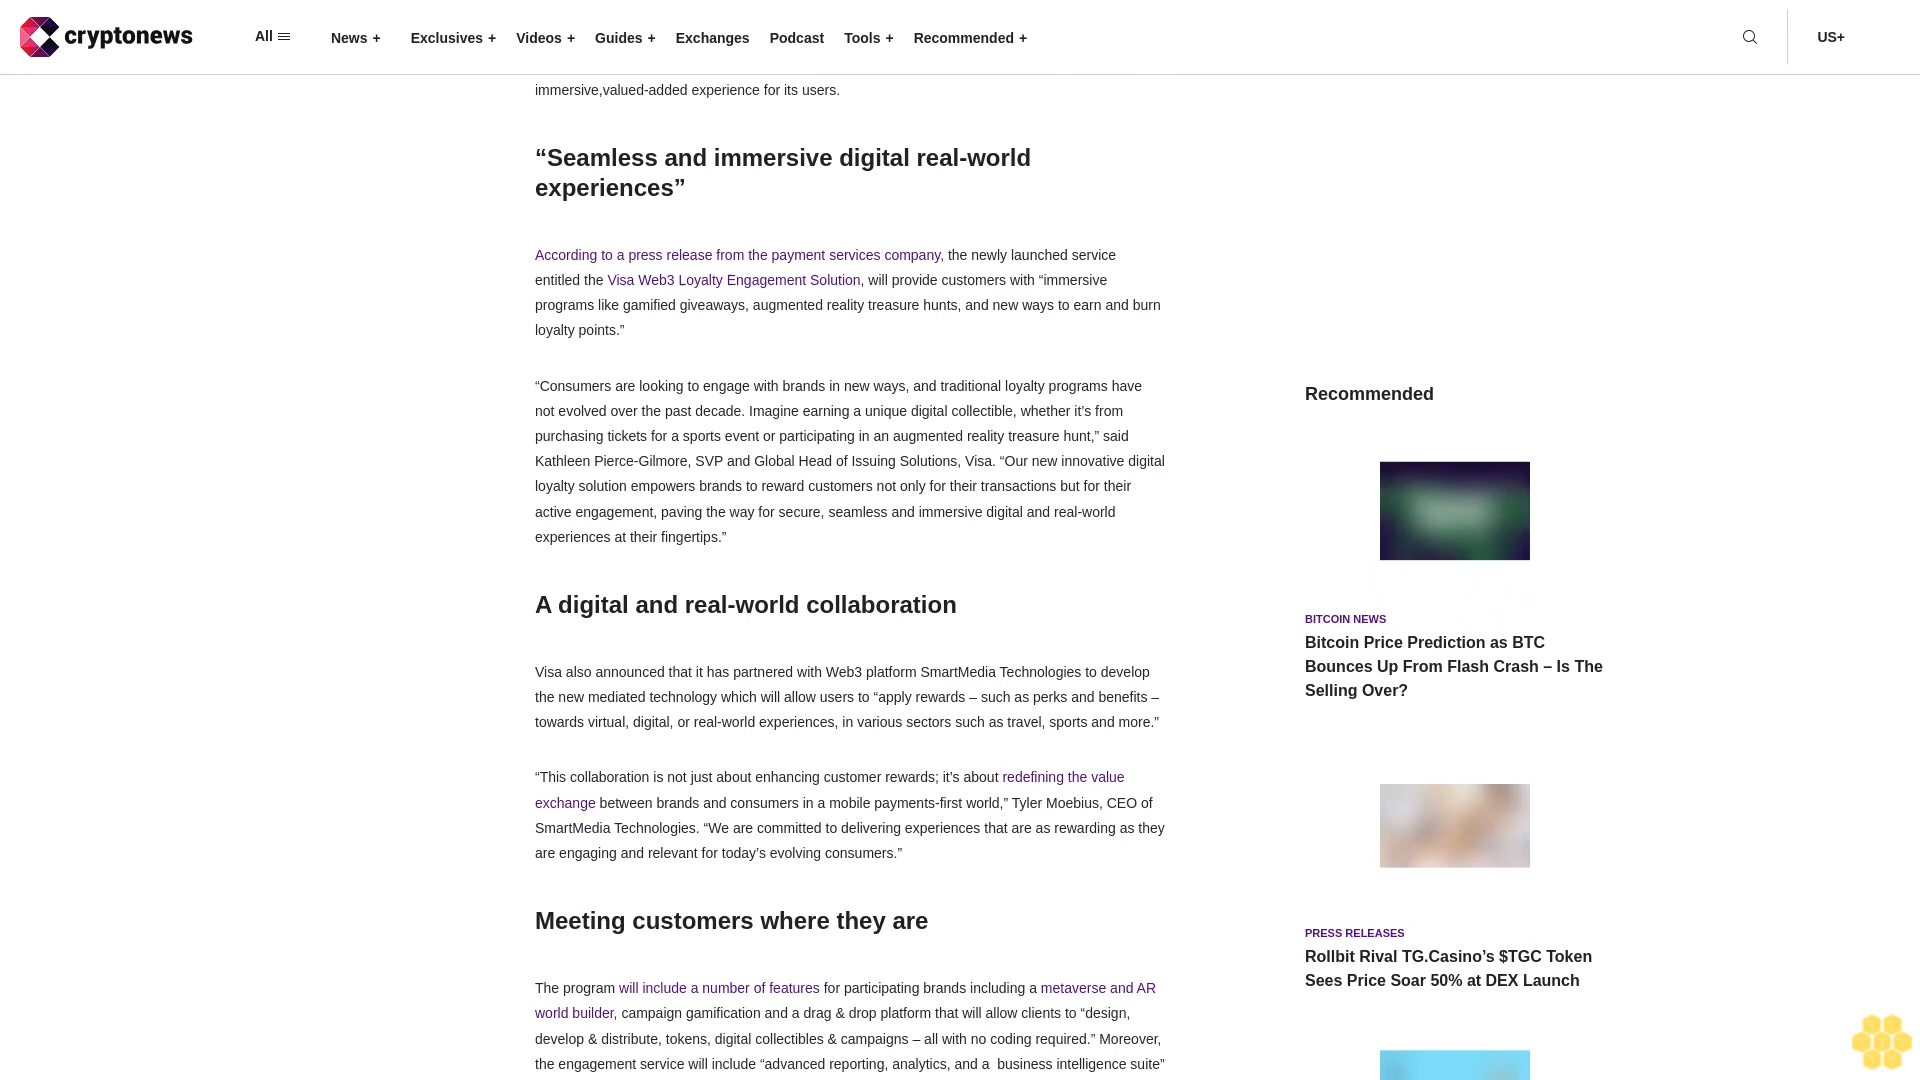 cryptonews
All
News +
Exclusives +
Videos +
Guides +
Exchanges
Podcast
Tools +
Recommended +
US+
immersive,valued-added experience for its users.
“Seamless and immersive digital real-world
experiences”
According to a press release from the payment services company, the newly launched service
entitled the Visa Web3 Loyalty Engagement Solution, will provide customers with “immersive
programs like gamified giveaways, augmented reality treasure hunts, and new ways to earn and burn
loyalty points.”
“Consumers are looking to engage with brands in new ways, and traditional loyalty programs have
not evolved over the past decade. Imagine earning a unique digital collectible, whether it’s from
purchasing tickets for a sports event or participating in an augmented reality treasure hunt,” said
Kathleen Pierce-Gilmore, SVP and Global Head of Issuing Solutions, Visa. “Our new innovative digital
loyalty solution empowers brands to reward customers not only for their transactions but for their
active engagement, paving the way for secure, seamless and immersive digital and real-world
experiences at their fingertips.”
A digital and real-world collaboration
Visa also announced that it has partnered with Web3 platform SmartMedia Technologies to develop
the new mediated technology which will allow users to “apply rewards – such as perks and benefits –
towards virtual, digital, or real-world experiences, in various sectors such as travel, sports and more.”
“This collaboration is not just about enhancing customer rewards; it’s about redefining the value
exchange between brands and consumers in a mobile payments-first world,” Tyler Moebius, CEO of
SmartMedia Technologies. “We are committed to delivering experiences that are as rewarding as they
are engaging and relevant for today’s evolving consumers.”
Meeting customers where they are
The program will include a number of features for participating brands including a metaverse and AR
world builder, campaign gamification and a drag & drop platform that will allow clients to “design,
develop & distribute, tokens, digital collectibles & campaigns – all with no coding required.” Moreover,
the engagement service will include “advanced reporting, analytics, and a  business intelligence suite”
Recommended
BITCOIN NEWS
Bitcoin Price Prediction as BTC
Bounces Up From Flash Crash – Is The
Selling Over?
PRESS RELEASES
Rollbit Rival TG.Casino’s $TGC Token
Sees Price Soar 50% at DEX Launch